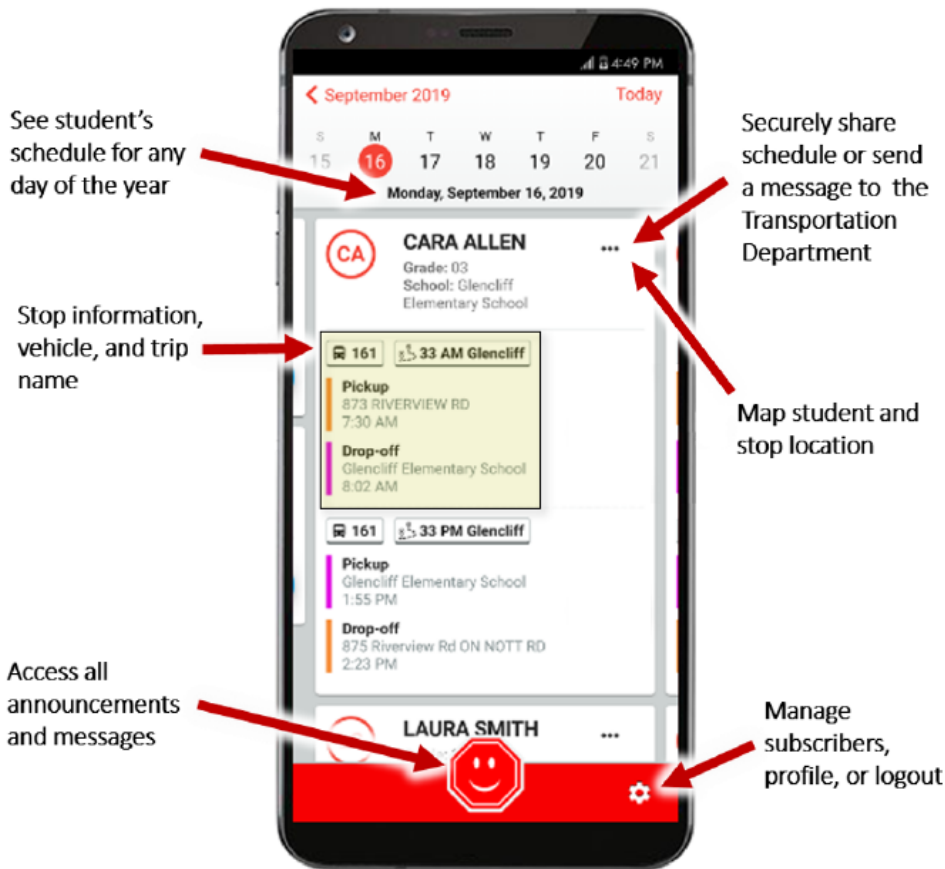 4:49 PM
September 2019
Today
S M T W T F S
15 16 17 18 19 20 21
Monday, September 16, 2019
See student's
schedule for any
day of the year
Securely share
schedule or send
a message to the
Transportation
Department
CA
CARA ALLEN
Grade: 03
School: Glencliff
Elementary School
Stop information,
vehicle, and trip
name
161
33 AM Glencliff
Pickup
873 RIVERVIEW RD
7:30 AM
Drop-off
Glencliff Elementary School
8:02 AM
Map student and
stop location
161
33 PM Glencliff
Pickup
Glencliff Elementary School
1:55 PM
Drop-off
875 Riverview Rd ON NOTT RD
2:23 PM
Access all
announcements
and messages
LAURA SMITH
Manage
subscribers,
profile, or logout